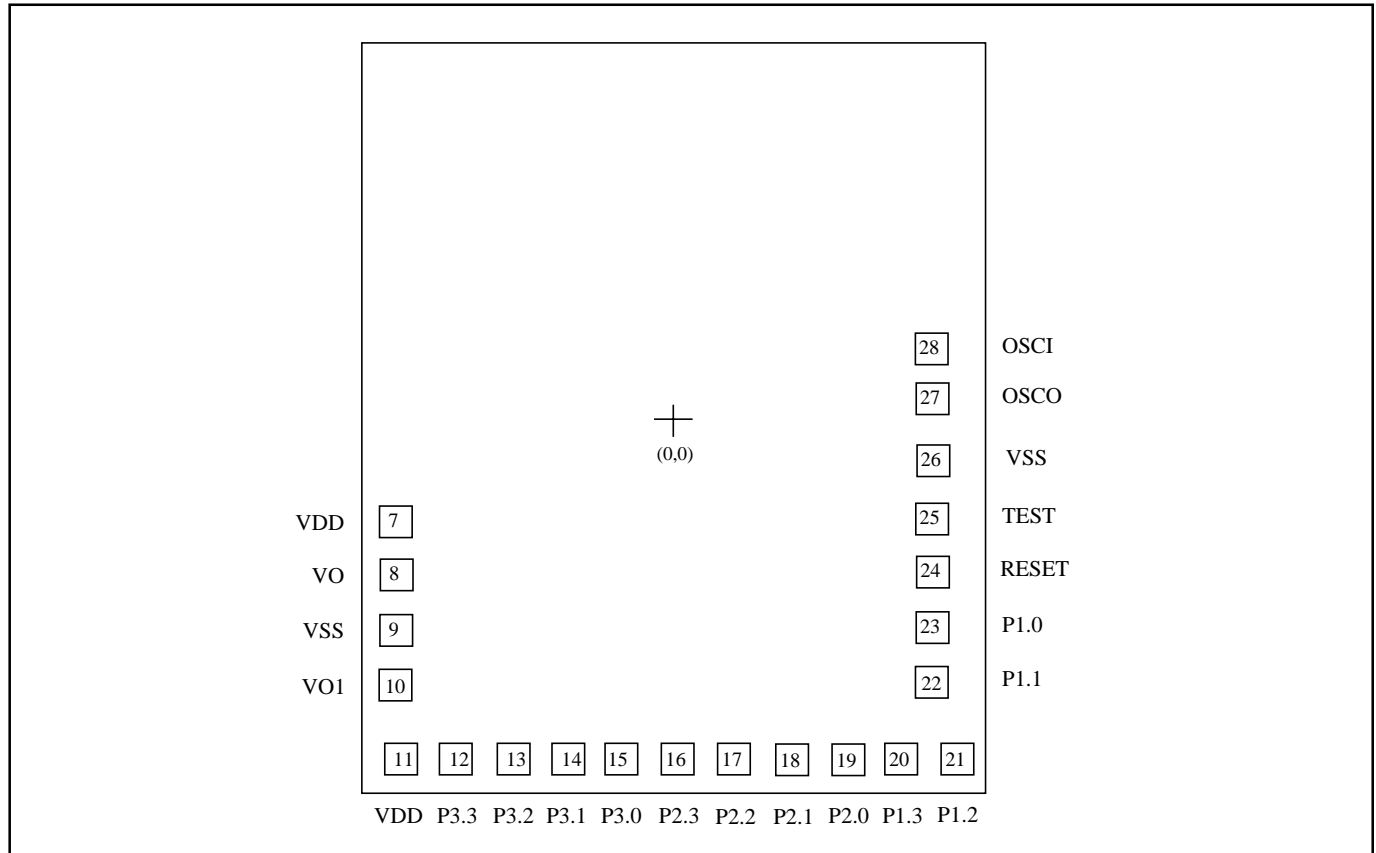 28 OSCI
27 OSCO
(0,0)
26 VSS
VDD 7 25 TEST
VO 8 24 RESET
VSS 9 23 P1.0
VO1 10 22 P1.1
11 12 13 14 15 16 17 18 19 20 21
VDD P3.3 P3.2 P3.1 P3.0 P2.3 P2.2 P2.1 P2.0 P1.3 P1.2